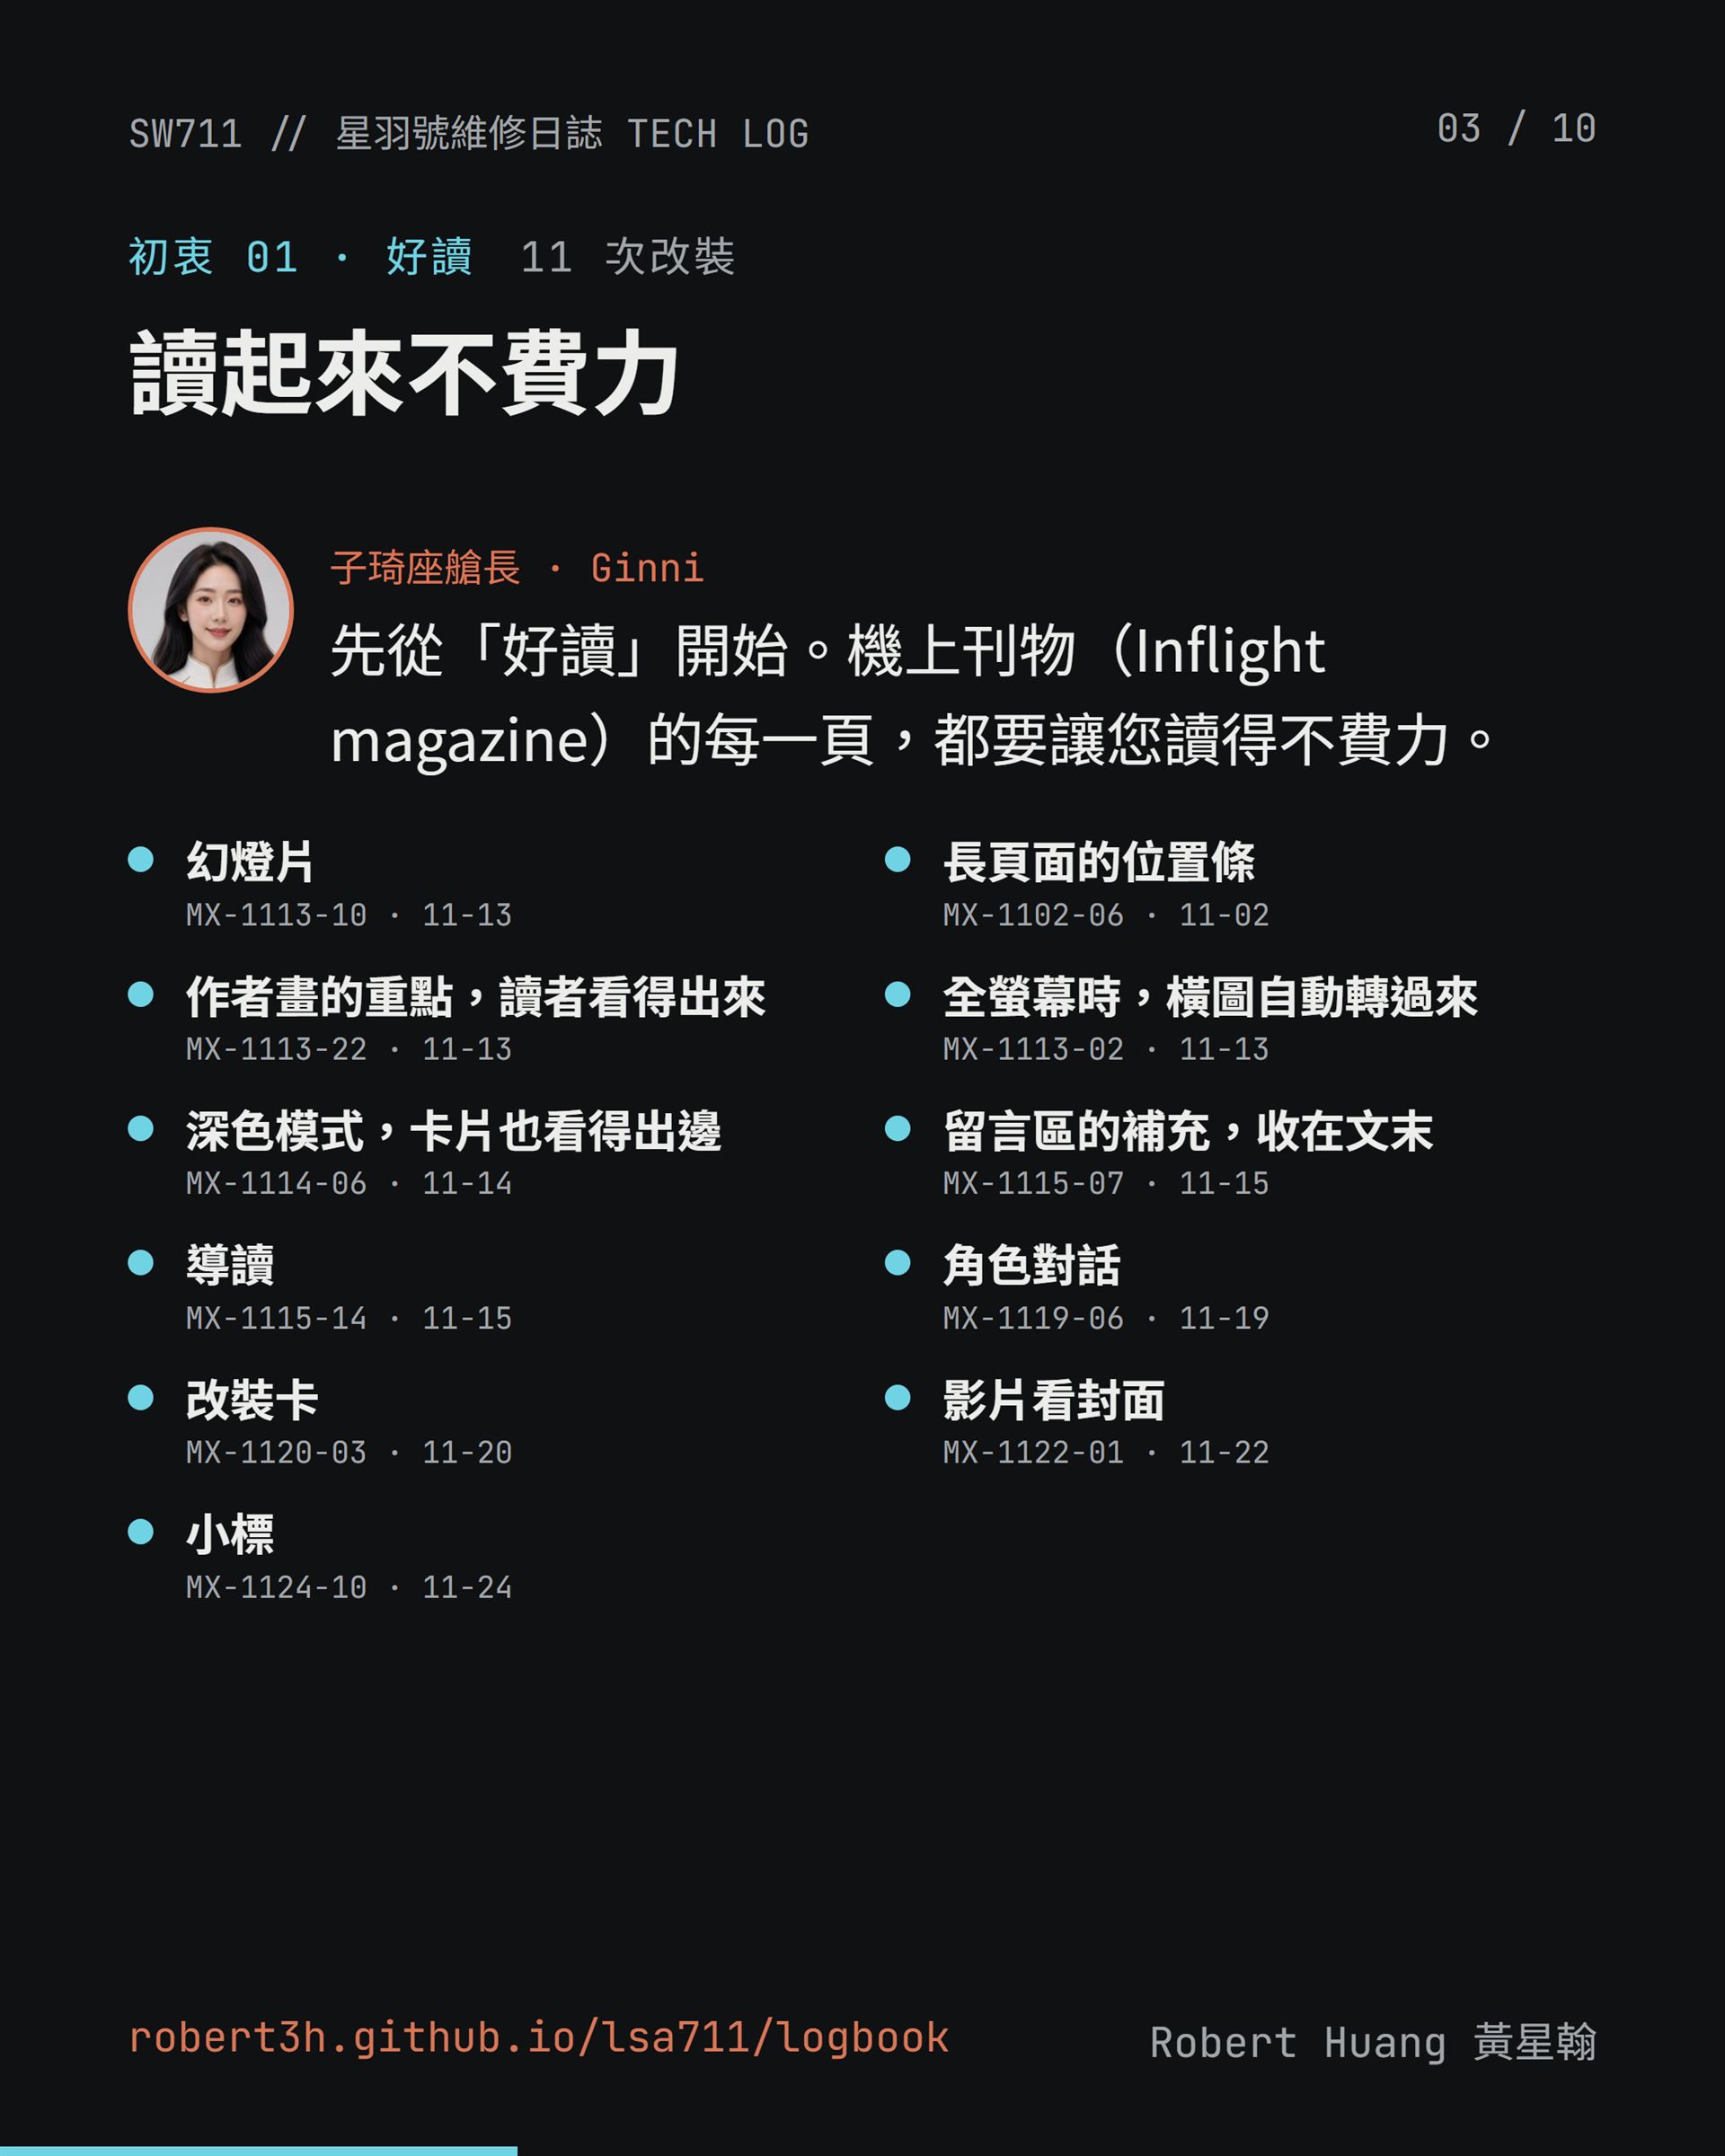 SW711 // 星羽號維修日誌 TECH LOG
03 / 10
初衷 01 · 好讀 11 次改裝
讀起來不費力
子琦座艙長 · Ginni
先從「好讀」開始。機上刊物（Inflight
magazine）的每一頁，都要讓您讀得不費力。
幻燈片
MX-1113-10 · 11-13
長頁面的位置條
MX-1102-06 · 11-02
作者畫的重點，讀者看得出來
MX-1113-22 · 11-13
全螢幕時，橫圖自動轉過來
MX-1113-02 · 11-13
深色模式，卡片也看得出邊
MX-1114-06 · 11-14
留言區的補充，收在文末
MX-1115-07 · 11-15
導讀
MX-1115-14 · 11-15
角色對話
MX-1119-06 · 11-19
改裝卡
MX-1120-03 · 11-20
影片看封面
MX-1122-01 · 11-22
小標
MX-1124-10 · 11-24
robert3h.github.io/lsa711/logbook
Robert Huang 黃星翰